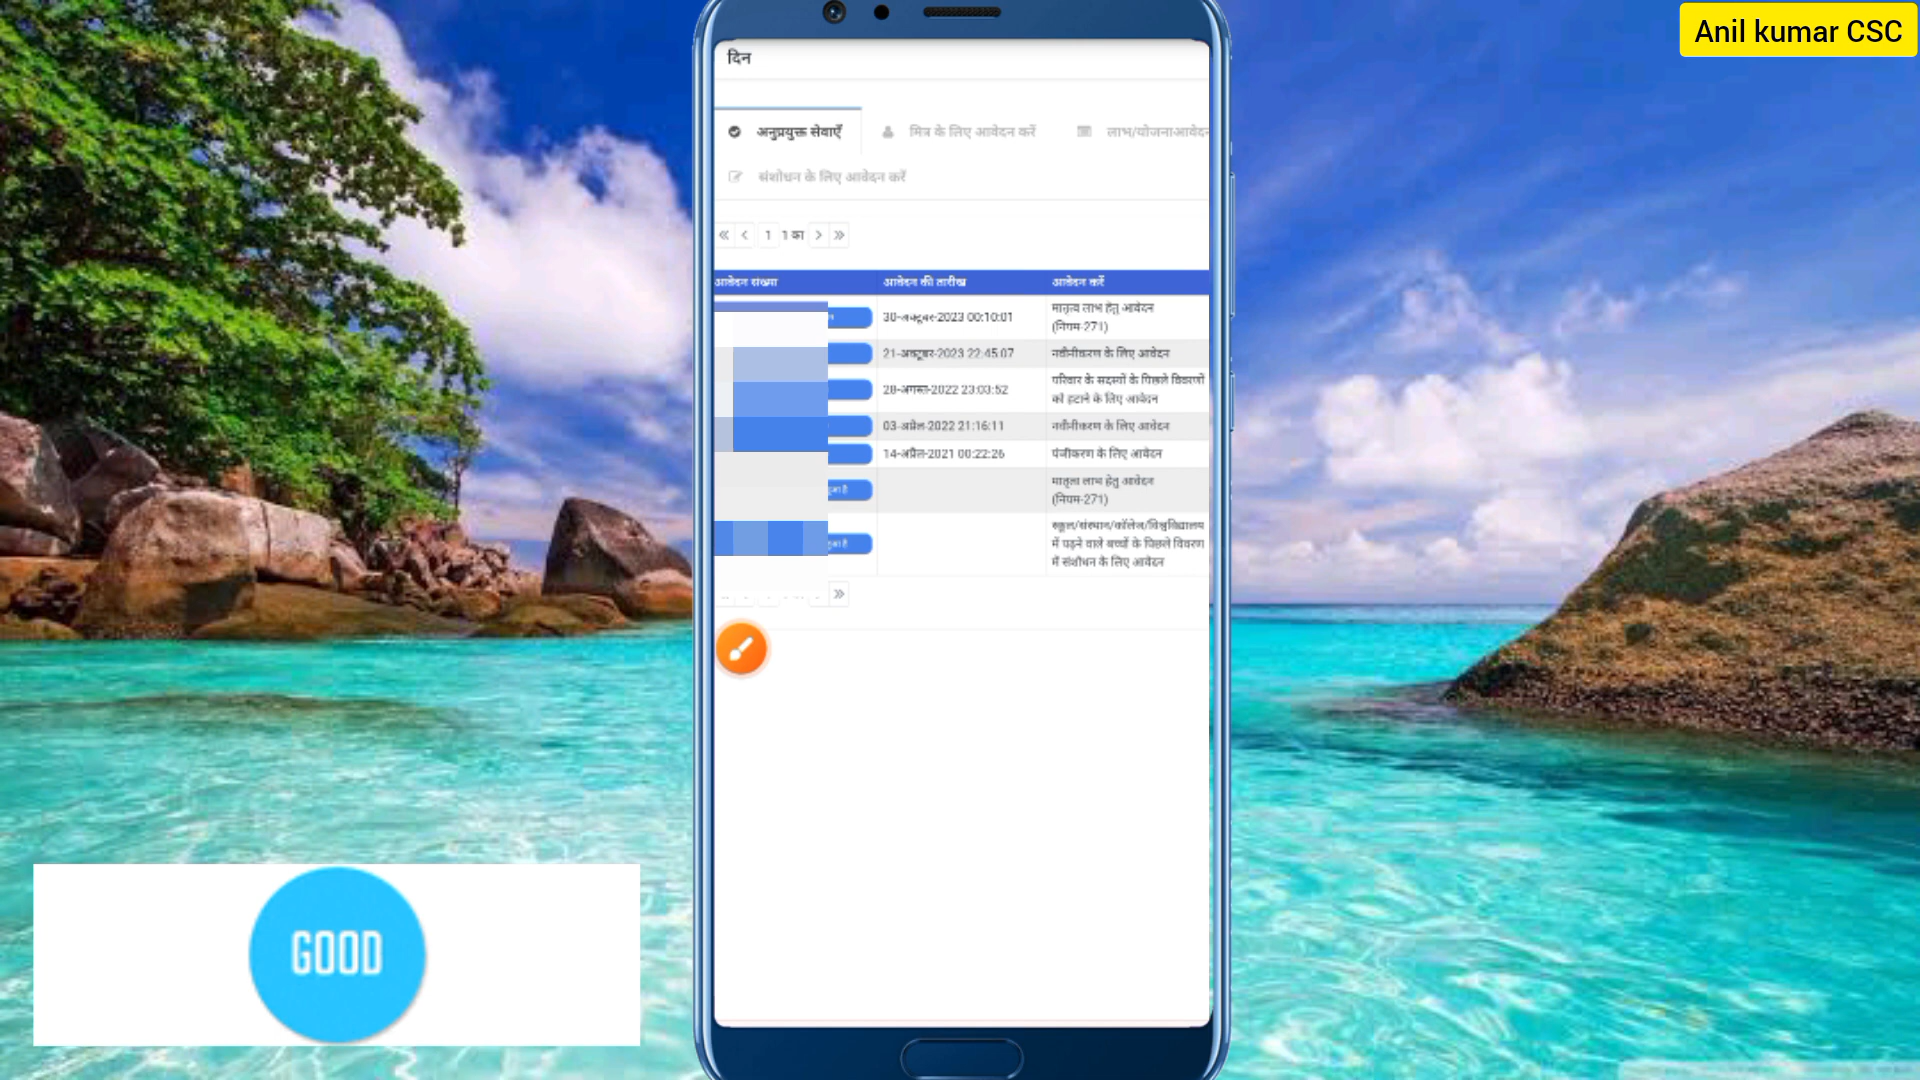 Anil kumar CSC
दिन
अनुप्रयुक्त सेवाएँ मित्र के लिए आवेदन करें लाभ/योजनाआवेदन
संशोधन के लिए आवेदन करें
« < 1 1 का > »
आवेदन संख्या आवेदन की तारीख आवेदन करें
30-अक्टूबर-2023 00:10:01 मातृत्व लाभ हेतु आवेदन
(नियम-271)
21-अक्टूबर-2023 22:45:07 नवीनीकरण के लिए आवेदन
28-अगस्त-2022 23:03:52 परिवार के सदस्यों के पिछले विवरणों
को हटाने के लिए आवेदन
03-अप्रैल-2022 21:16:11 नवीनीकरण के लिए आवेदन
14-अप्रैल-2021 00:22:26 पंजीकरण के लिए आवेदन
मातृत्व लाभ हेतु आवेदन
(नियम-271)
स्कूल/संस्थान/कॉलेज/विश्वविद्यालय
में पढ़ने वाले बच्चों के पिछले विवरण
में संशोधन के लिए आवेदन
»
GOOD